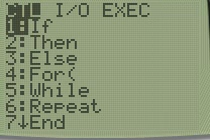 CTL I/O EXEC
1:If
2:Then
3:Else
4:For(
5:While
6:Repeat
7↓End